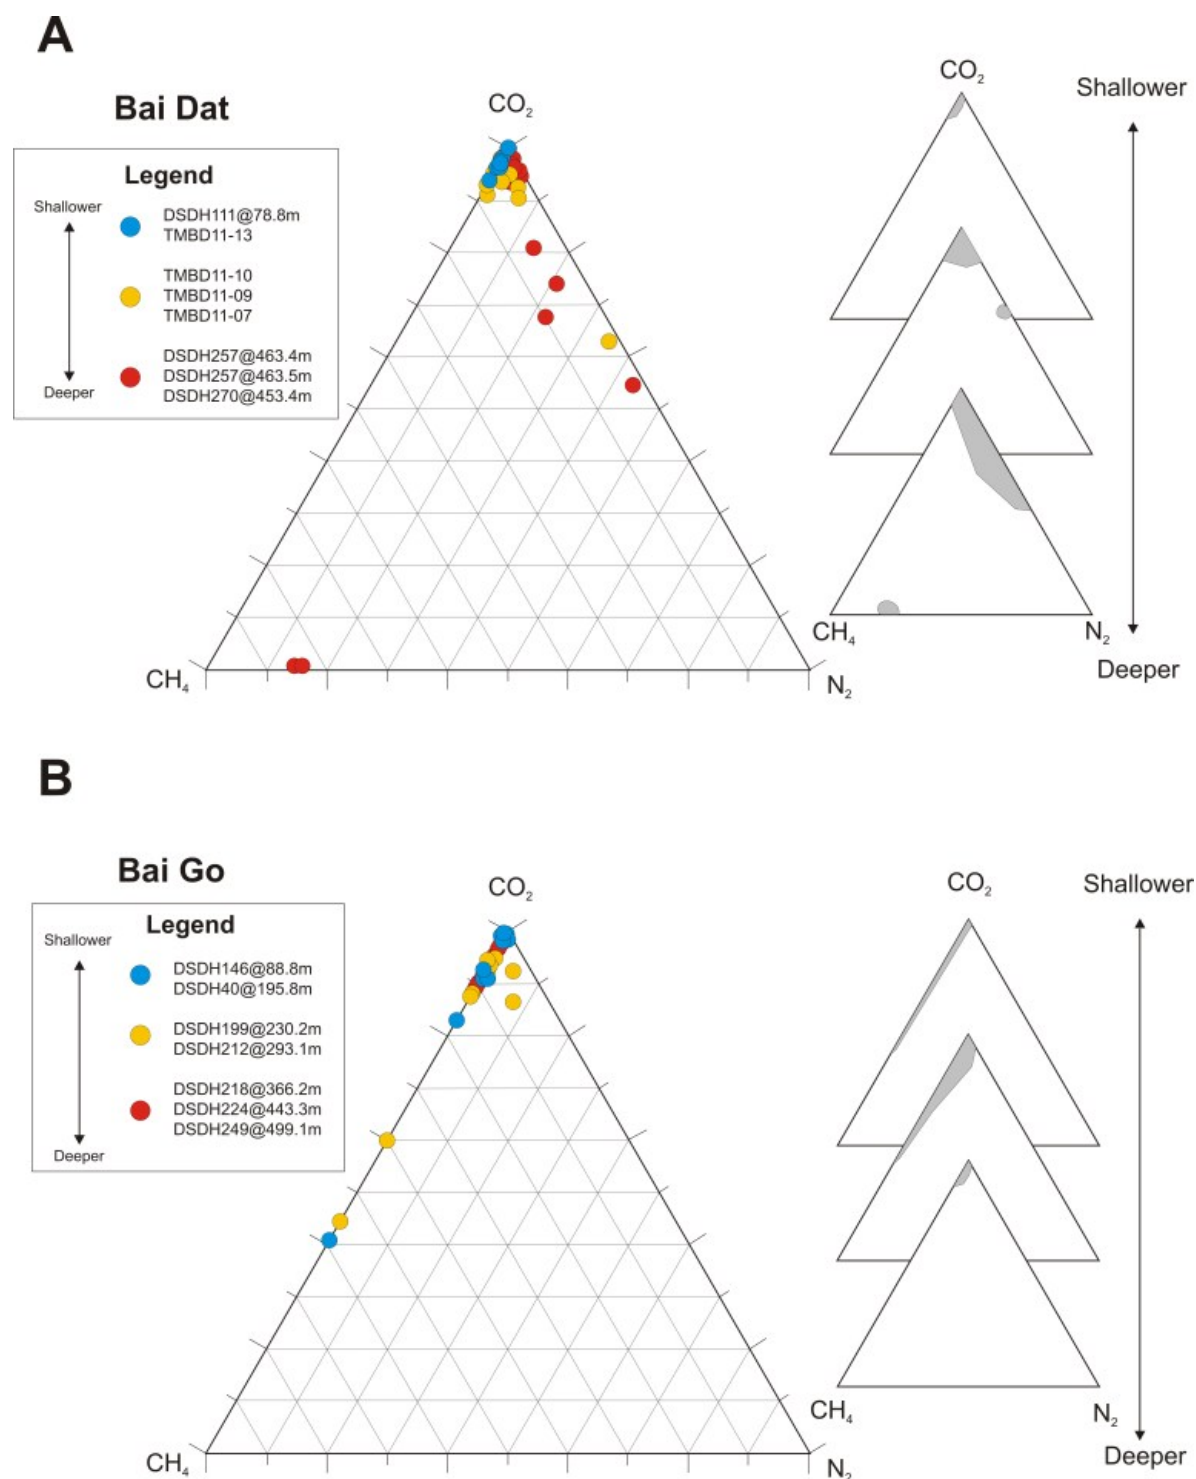 A
Bai Dat
Legend
Shallower
DSDH111@78.8m
TMBD11-13
TMBD11-10
TMBD11-09
TMBD11-07
DSDH257@463.4m
DSDH257@463.5m
DSDH270@453.4m
Deeper
CO₂
CH₄
N₂
CO₂
Shallower
CH₄
N₂
Deeper
B
Bai Go
Legend
Shallower
DSDH146@88.8m
DSDH40@195.8m
DSDH199@230.2m
DSDH212@293.1m
DSDH218@366.2m
DSDH224@443.3m
DSDH249@499.1m
Deeper
CO₂
CH₄
N₂
CO₂
Shallower
CH₄
N₂
Deeper